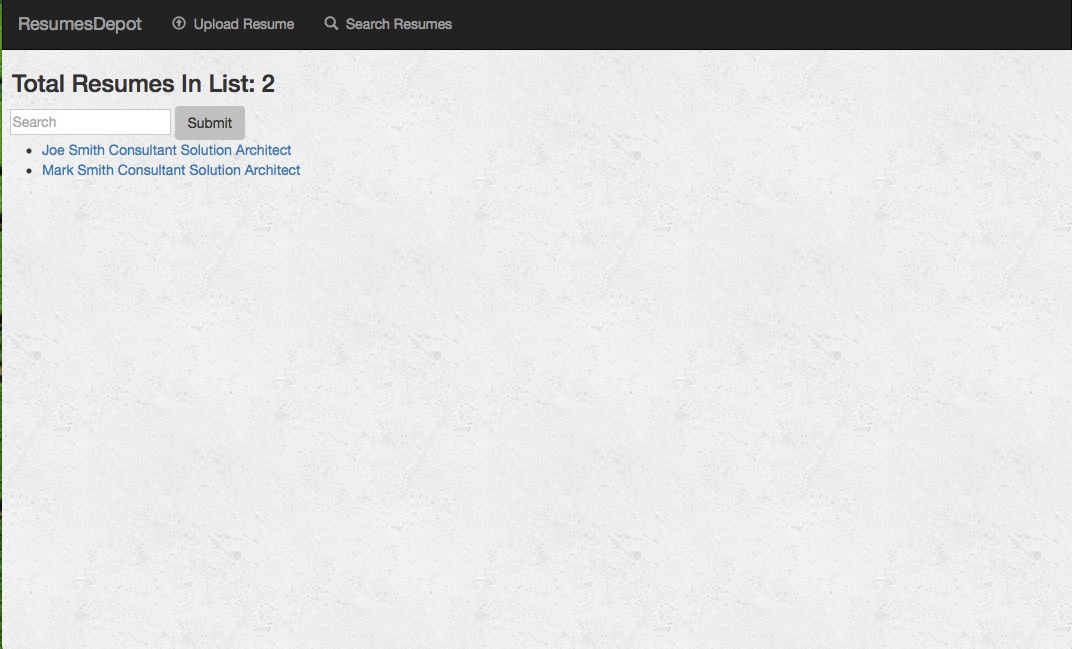 ResumesDepot Upload Resume Search Resumes
Total Resumes In List: 2
Search Submit
Joe Smith Consultant Solution Architect
Mark Smith Consultant Solution Architect